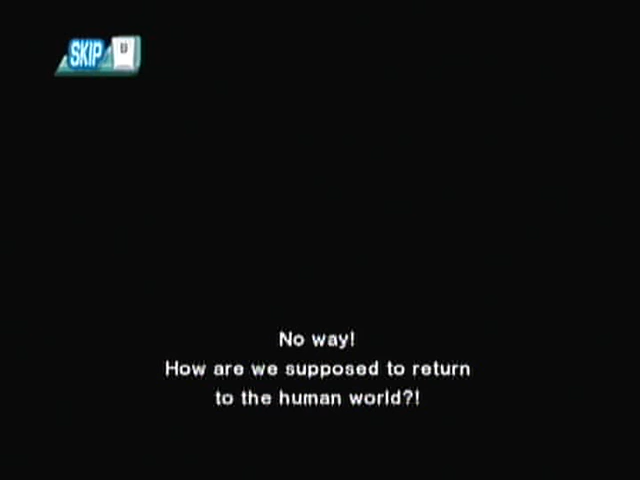 SKIP
No way!
How are we supposed to return
to the human world?!